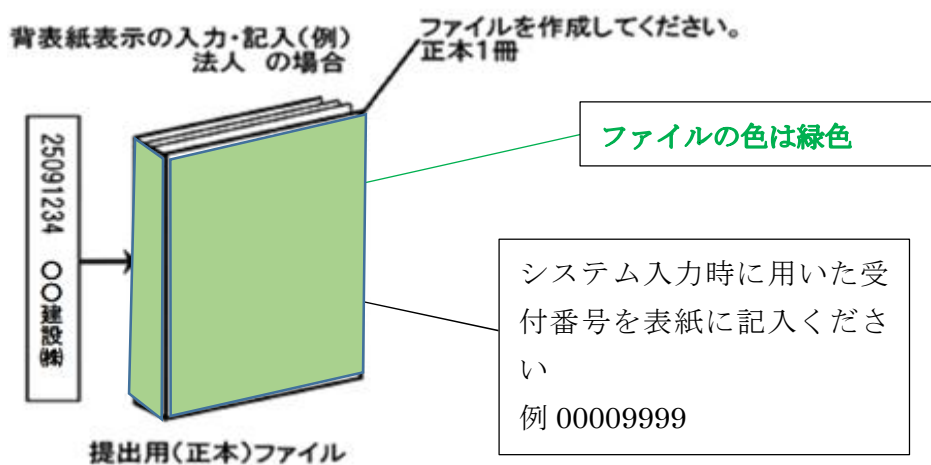 背表紙表示の入力・記入(例)
法人 の場合
ファイルを作成してください。
正本1冊
ファイルの色は緑色
25091234 〇〇建設㈱
システム入力時に用いた受
付番号を表紙に記入くださ
い
例 00009999
提出用(正本)ファイル